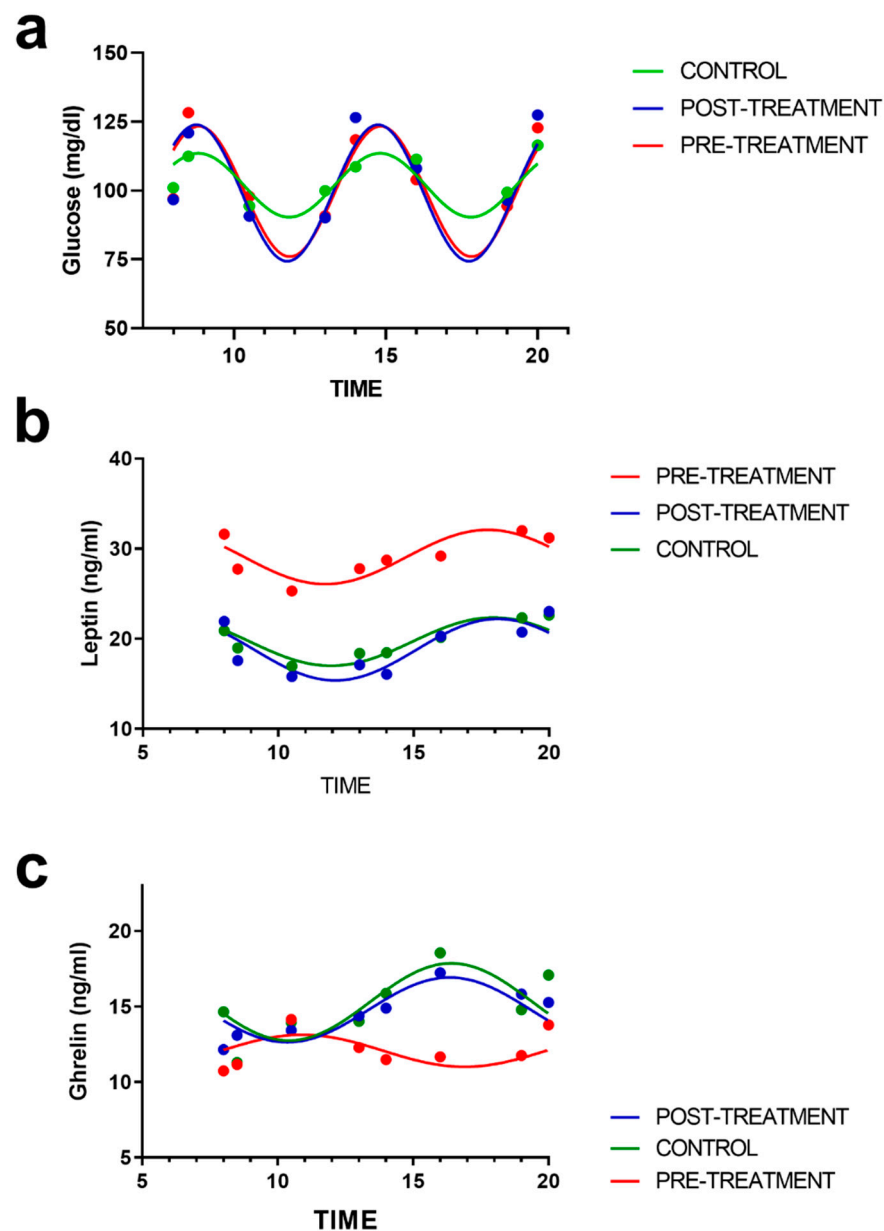 a
150
125
100
75
50
Glucose (mg/dl)
10
15
20
TIME
CONTROL
POST-TREATMENT
PRE-TREATMENT
b
40
30
20
10
Leptin (ng/ml)
5
10
15
20
TIME
PRE-TREATMENT
POST-TREATMENT
CONTROL
c
20
15
10
5
Ghrelin (ng/ml)
5
10
15
20
TIME
POST-TREATMENT
CONTROL
PRE-TREATMENT